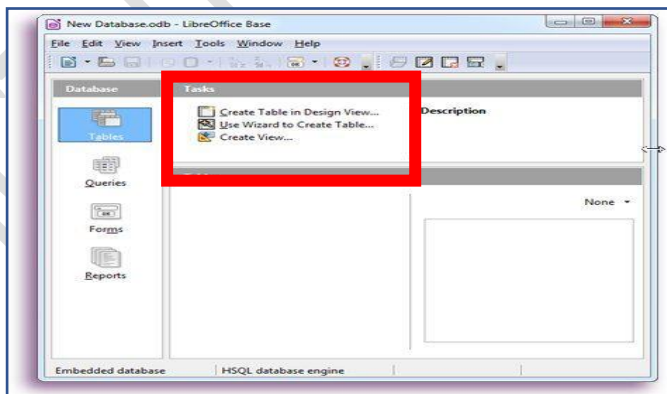 New Database.odb - LibreOffice Base
File Edit View Insert Tools Window Help
Database
Tasks
Tables
Queries
Forms
Reports
Create Table in Design View...
Use Wizard to Create Table...
Create View...
Description
None
Embedded database
HSQL database engine